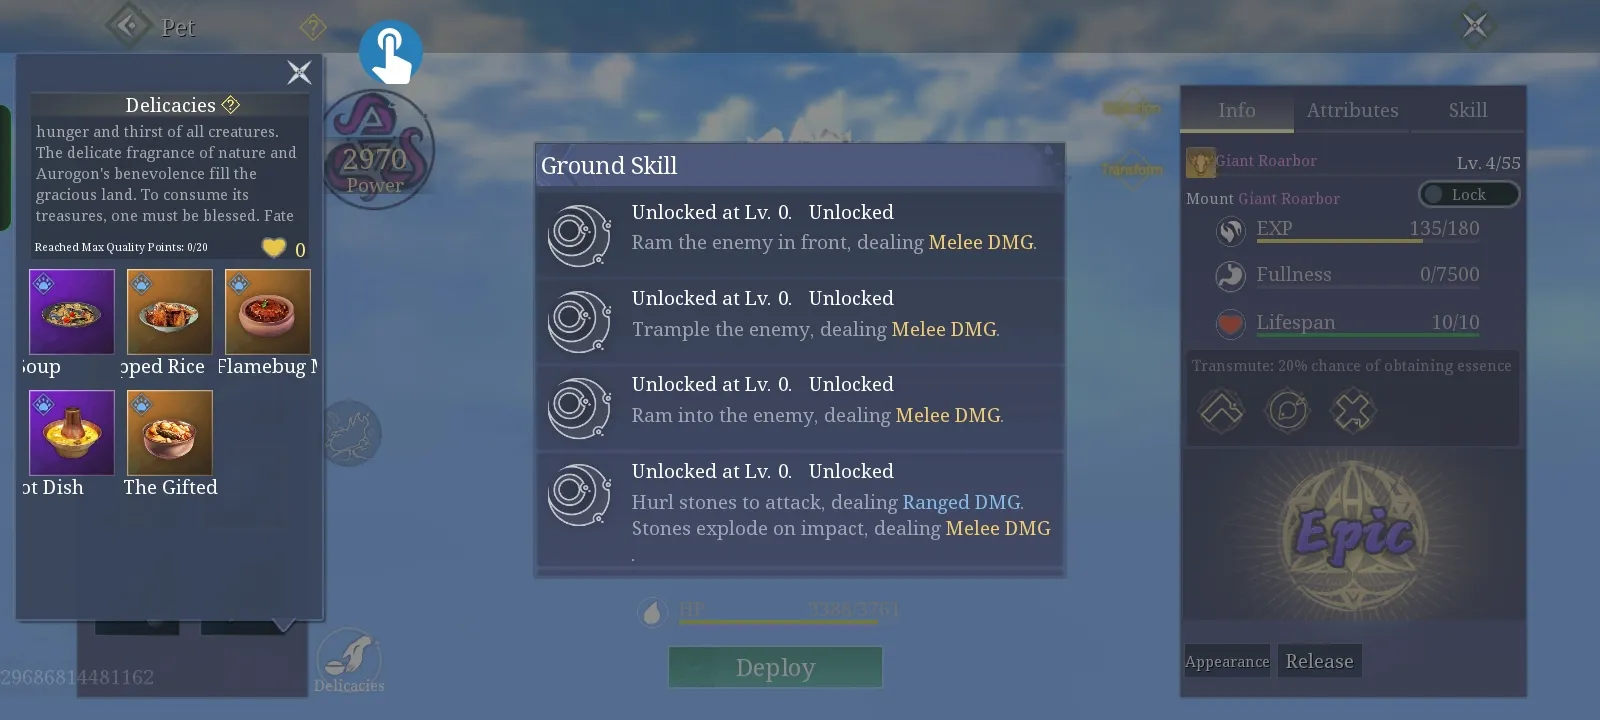 Pet
Delicacies
hunger and thirst of all creatures.
The delicate fragrance of nature and
Aurogon's benevolence fill the
gracious land. To consume its
treasures, one must be blessed. Fate
Reached Max Quality Points: 0/20
0
Soup
pped Rice
Flamebug M
ot Dish
The Gifted
2970
Power
Delicacies
29686814481162
Ground Skill
Unlocked at Lv. 0. Unlocked
Ram the enemy in front, dealing Melee DMG.
Unlocked at Lv. 0. Unlocked
Trample the enemy, dealing Melee DMG.
Unlocked at Lv. 0. Unlocked
Ram into the enemy, dealing Melee DMG.
Unlocked at Lv. 0. Unlocked
Hurl stones to attack, dealing Ranged DMG.
Stones explode on impact, dealing Melee DMG
.
HP
Deploy
Transform
Info
Attributes
Skill
Giant Roarbor
Lv. 4/55
Mount Giant Roarbor
Lock
EXP
135/180
Fullness
0/7500
Lifespan
10/10
Transmute: 20% chance of obtaining essence
Epic
Appearance
Release